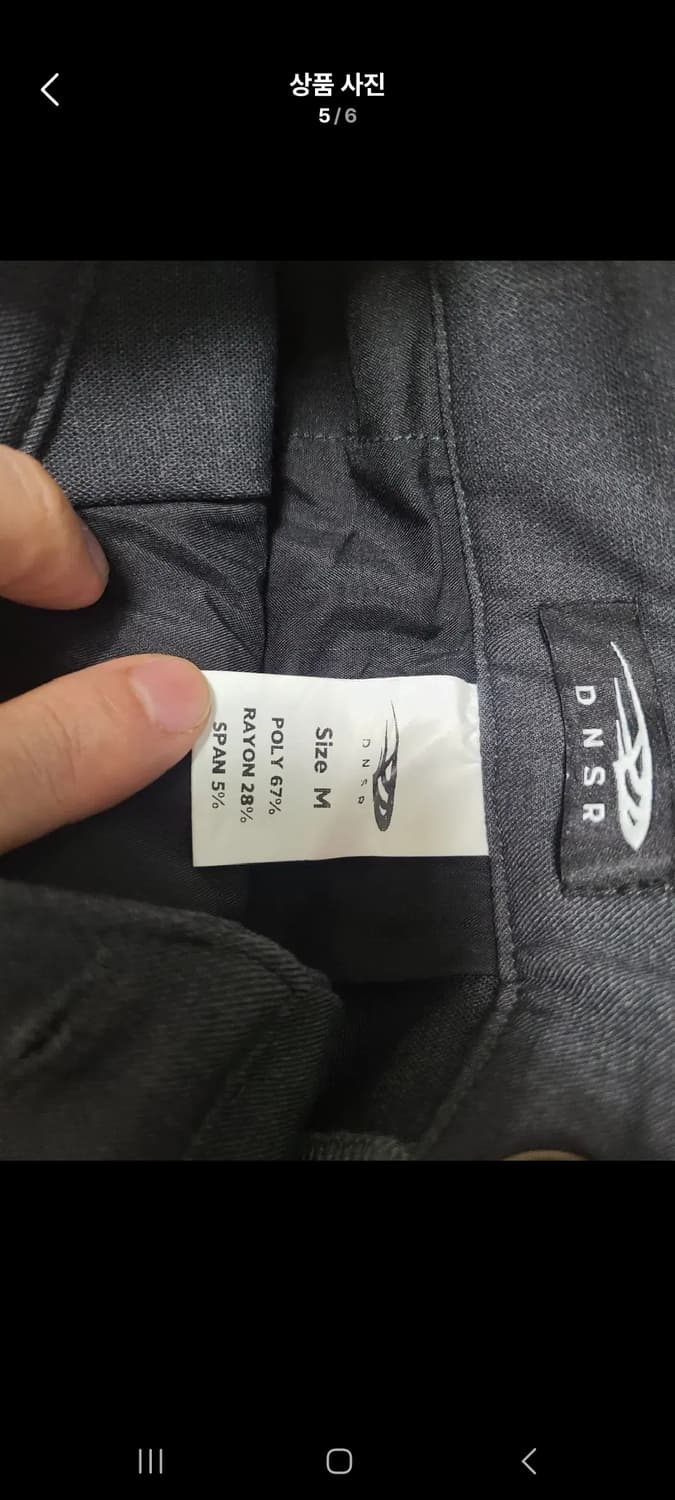 상품 사진
5/6
DNSR
Size M
POLY 67%
RAYON 28%
SPAN 5%
DNSR